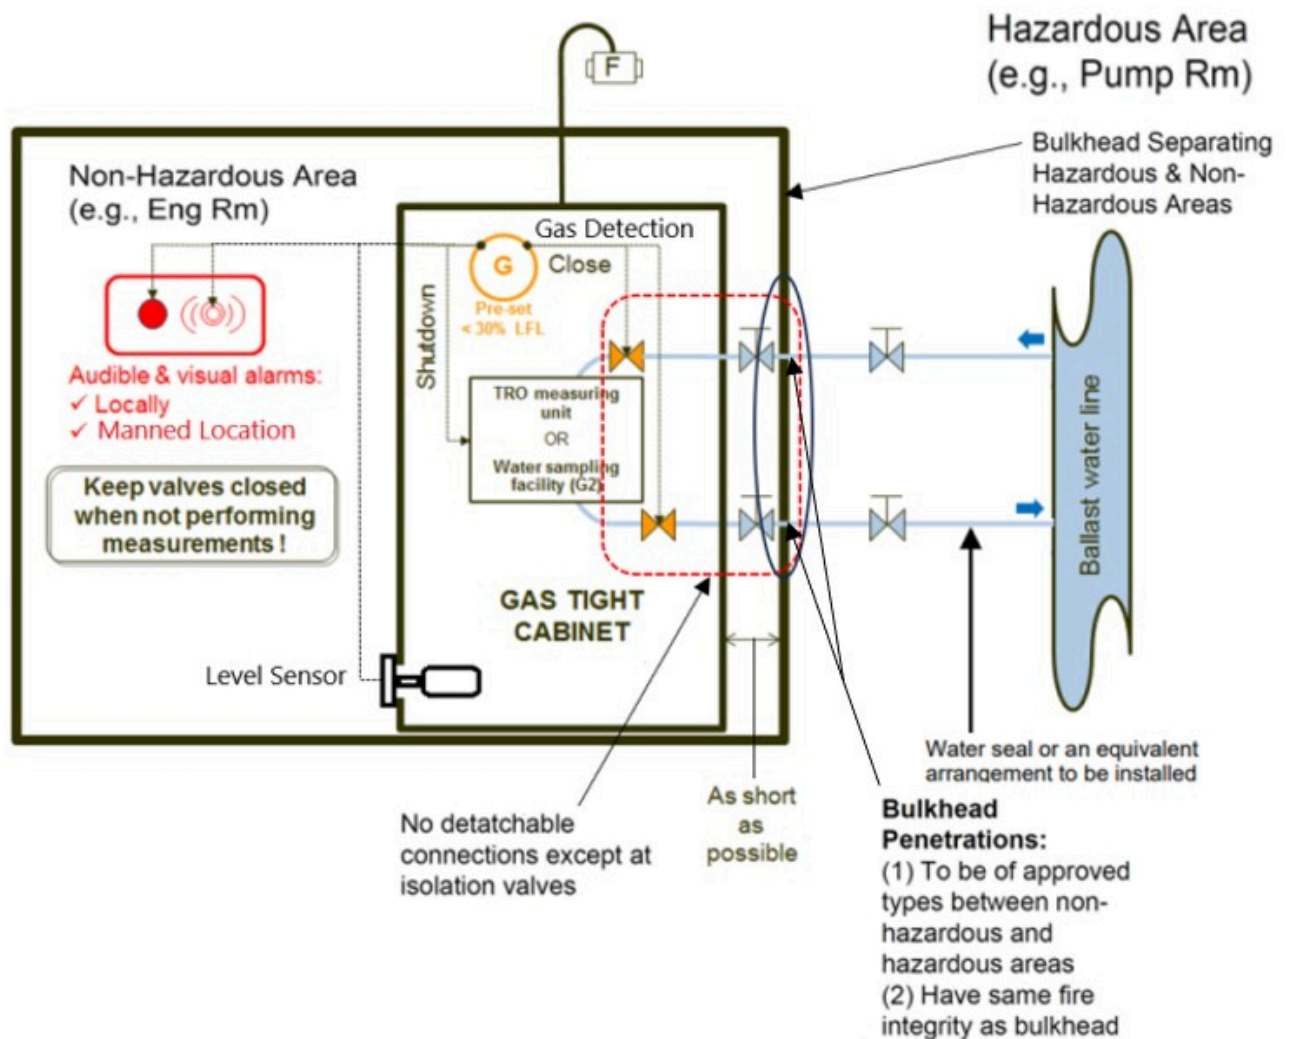 Hazardous Area
(e.g., Pump Rm)
F
Bulkhead Separating
Hazardous & Non-
Hazardous Areas
Non-Hazardous Area
(e.g., Eng Rm)
Gas Detection
G
Close
Pre-set
< 30% LFL
Shutdown
Audible & visual alarms:
✓ Locally
✓ Manned Location
TRO measuring
unit
OR
Water sampling
facility (G2)
Keep valves closed
when not performing
measurements !
Ballast water line
GAS TIGHT
CABINET
Level Sensor
Water seal or an equivalent
arrangement to be installed
No detatchable
connections except at
isolation valves
As short
as
possible
Bulkhead
Penetrations:
(1) To be of approved
types between non-
hazardous and
hazardous areas
(2) Have same fire
integrity as bulkhead